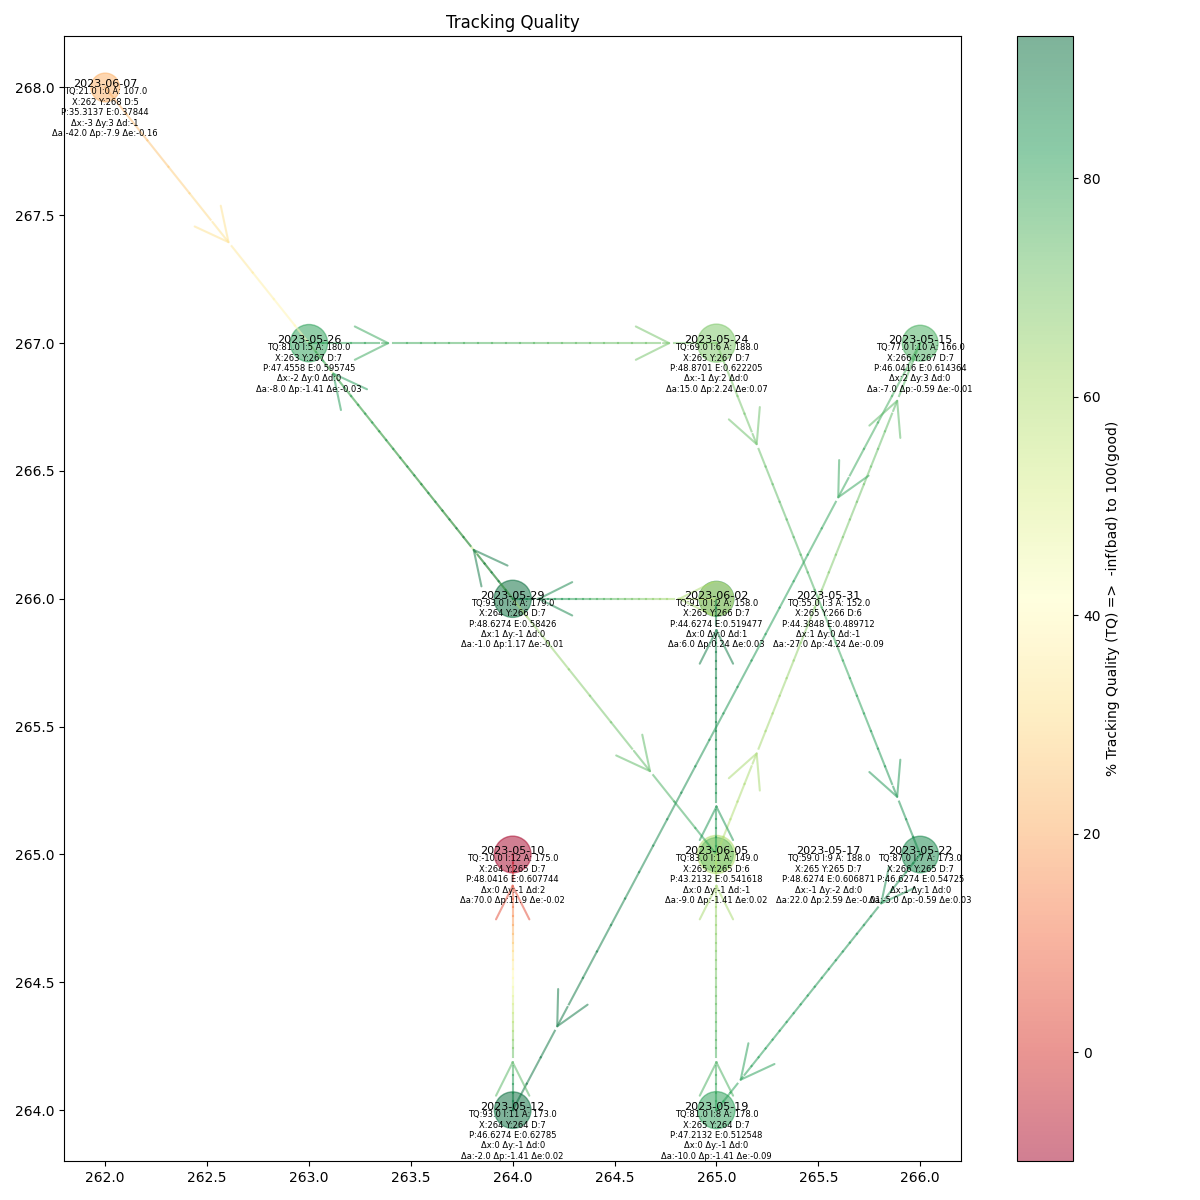 Tracking Quality
268.0
267.5
267.0
266.5
266.0
265.5
265.0
264.5
264.0
262.0
262.5
263.0
263.5
264.0
264.5
265.0
265.5
266.0
2023-06-07
TQ:21.0 I:0 A: 107.0
X:262 Y:268 D:5
P:35.3137 E:0.37844
Δx:-3 Δy:3 Δd:-1
Δa:-42.0 Δp:-7.9 Δe:-0.16
2023-05-26
TQ:81.0 I:5 A: 180.0
X:263 Y:267 D:7
P:47.4558 E:0.595745
Δx:-2 Δy:0 Δd:0
Δa:-8.0 Δp:-1.41 Δe:-0.03
2023-05-24
TQ:69.0 I:6 A: 188.0
X:265 Y:267 D:7
P:48.8701 E:0.622205
Δx:-1 Δy:2 Δd:0
Δa:15.0 Δp:2.24 Δe:0.07
2023-05-15
TQ:77.0 I:10 A: 166.0
X:266 Y:267 D:7
P:46.0416 E:0.614364
Δx:2 Δy:3 Δd:0
Δa:-7.0 Δp:-0.59 Δe:-0.01
2023-05-29
TQ:93.0 I:4 A: 179.0
X:264 Y:266 D:7
P:48.6274 E:0.58426
Δx:1 Δy:-1 Δd:0
Δa:-1.0 Δp:1.17 Δe:-0.01
2023-06-02
TQ:91.0 I:2 A: 158.0
X:265 Y:266 D:7
P:44.6274 E:0.519477
Δx:0 Δy:0 Δd:1
Δa:6.0 Δp:0.24 Δe:0.03
2023-05-31
TQ:55.0 I:3 A: 152.0
X:265 Y:266 D:6
P:44.3848 E:0.489712
Δx:1 Δy:0 Δd:-1
Δa:-27.0 Δp:-4.24 Δe:-0.09
2023-05-10
TQ:-10.0 I:12 A: 175.0
X:264 Y:265 D:7
P:48.0416 E:0.607744
Δx:0 Δy:-1 Δd:2
Δa:70.0 Δp:11.9 Δe:-0.02
2023-06-05
TQ:83.0 I:1 A: 149.0
X:265 Y:265 D:6
P:43.2132 E:0.541618
Δx:0 Δy:-1 Δd:-1
Δa:-9.0 Δp:-1.41 Δe:0.02
2023-05-17
TQ:59.0 I:9 A: 188.0
X:265 Y:265 D:7
P:48.6274 E:0.606871
Δx:-1 Δy:-2 Δd:0
Δa:22.0 Δp:2.59
2023-05-22
TQ:87.0 I:7 A: 173.0
X:266 Y:265 D:7
P:46.6274 E:0.54725
Δx:1 Δy:1 Δd:0
Δa:-5.0 Δp:-0.59 Δe:0.03
2023-05-12
TQ:93.0 I:11 A: 173.0
X:264 Y:264 D:7
P:46.6274 E:0.62785
Δx:0 Δy:-1 Δd:0
Δa:-2.0 Δp:-1.41 Δe:0.02
2023-05-19
TQ:81.0 I:8 A: 178.0
X:265 Y:264 D:7
P:47.2132 E:0.512548
Δx:0 Δy:-1 Δd:0
Δa:-10.0 Δp:-1.41 Δe:-0.09
80
60
40
20
0
% Tracking Quality (TQ) =>  -inf(bad) to 100(good)